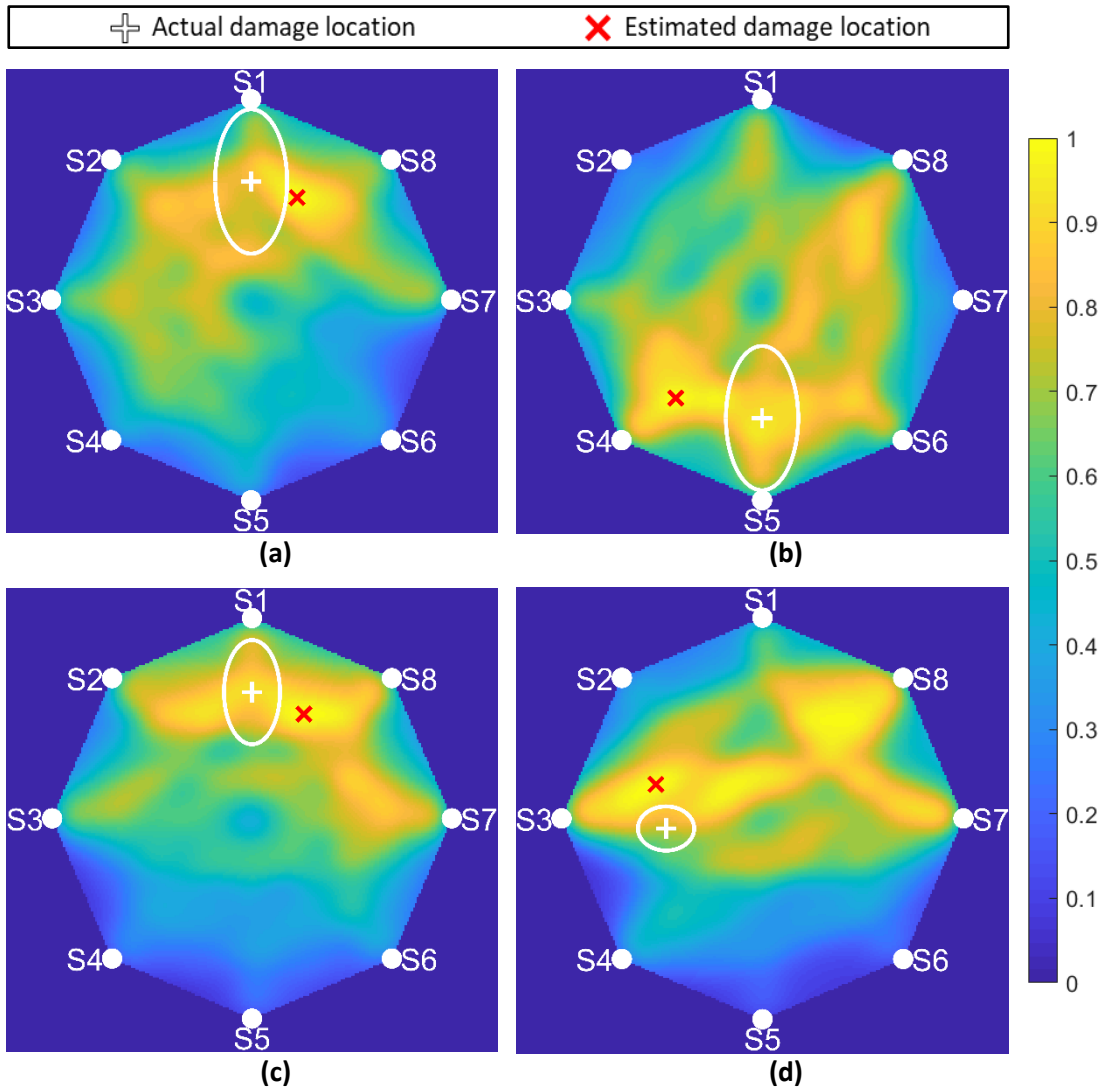 Actual damage location Estimated damage location
S1 S1
S2 S8 S2 S8
S3 S7 S3 S7
S4 S6 S4 S6
S5 S5
(a) (b)
S1 S1
S2 S8 S2 S8
S3 S7 S3 S7
S4 S6 S4 S6
S5 S5
(c) (d)
1
0.9
0.8
0.7
0.6
0.5
0.4
0.3
0.2
0.1
0